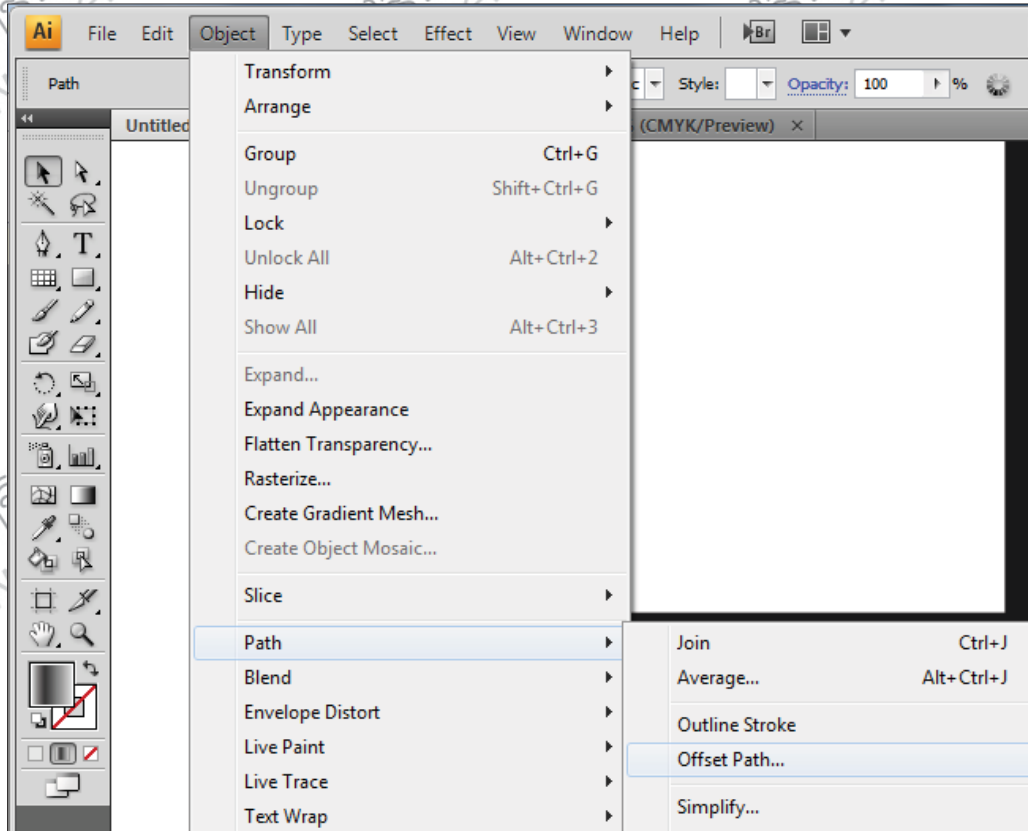 Ai File Edit Object Type Select Effect View Window Help Br
Path
c Style: Opacity: 100 %
Untitled
(CMYK/Preview) ×
Transform
Arrange
Group Ctrl+G
Ungroup Shift+Ctrl+G
Lock
Unlock All Alt+Ctrl+2
Hide
Show All Alt+Ctrl+3
Expand...
Expand Appearance
Flatten Transparency...
Rasterize...
Create Gradient Mesh...
Create Object Mosaic...
Slice
Path
Blend
Envelope Distort
Live Paint
Live Trace
Text Wrap
Join Ctrl+J
Average... Alt+Ctrl+J
Outline Stroke
Offset Path...
Simplify...